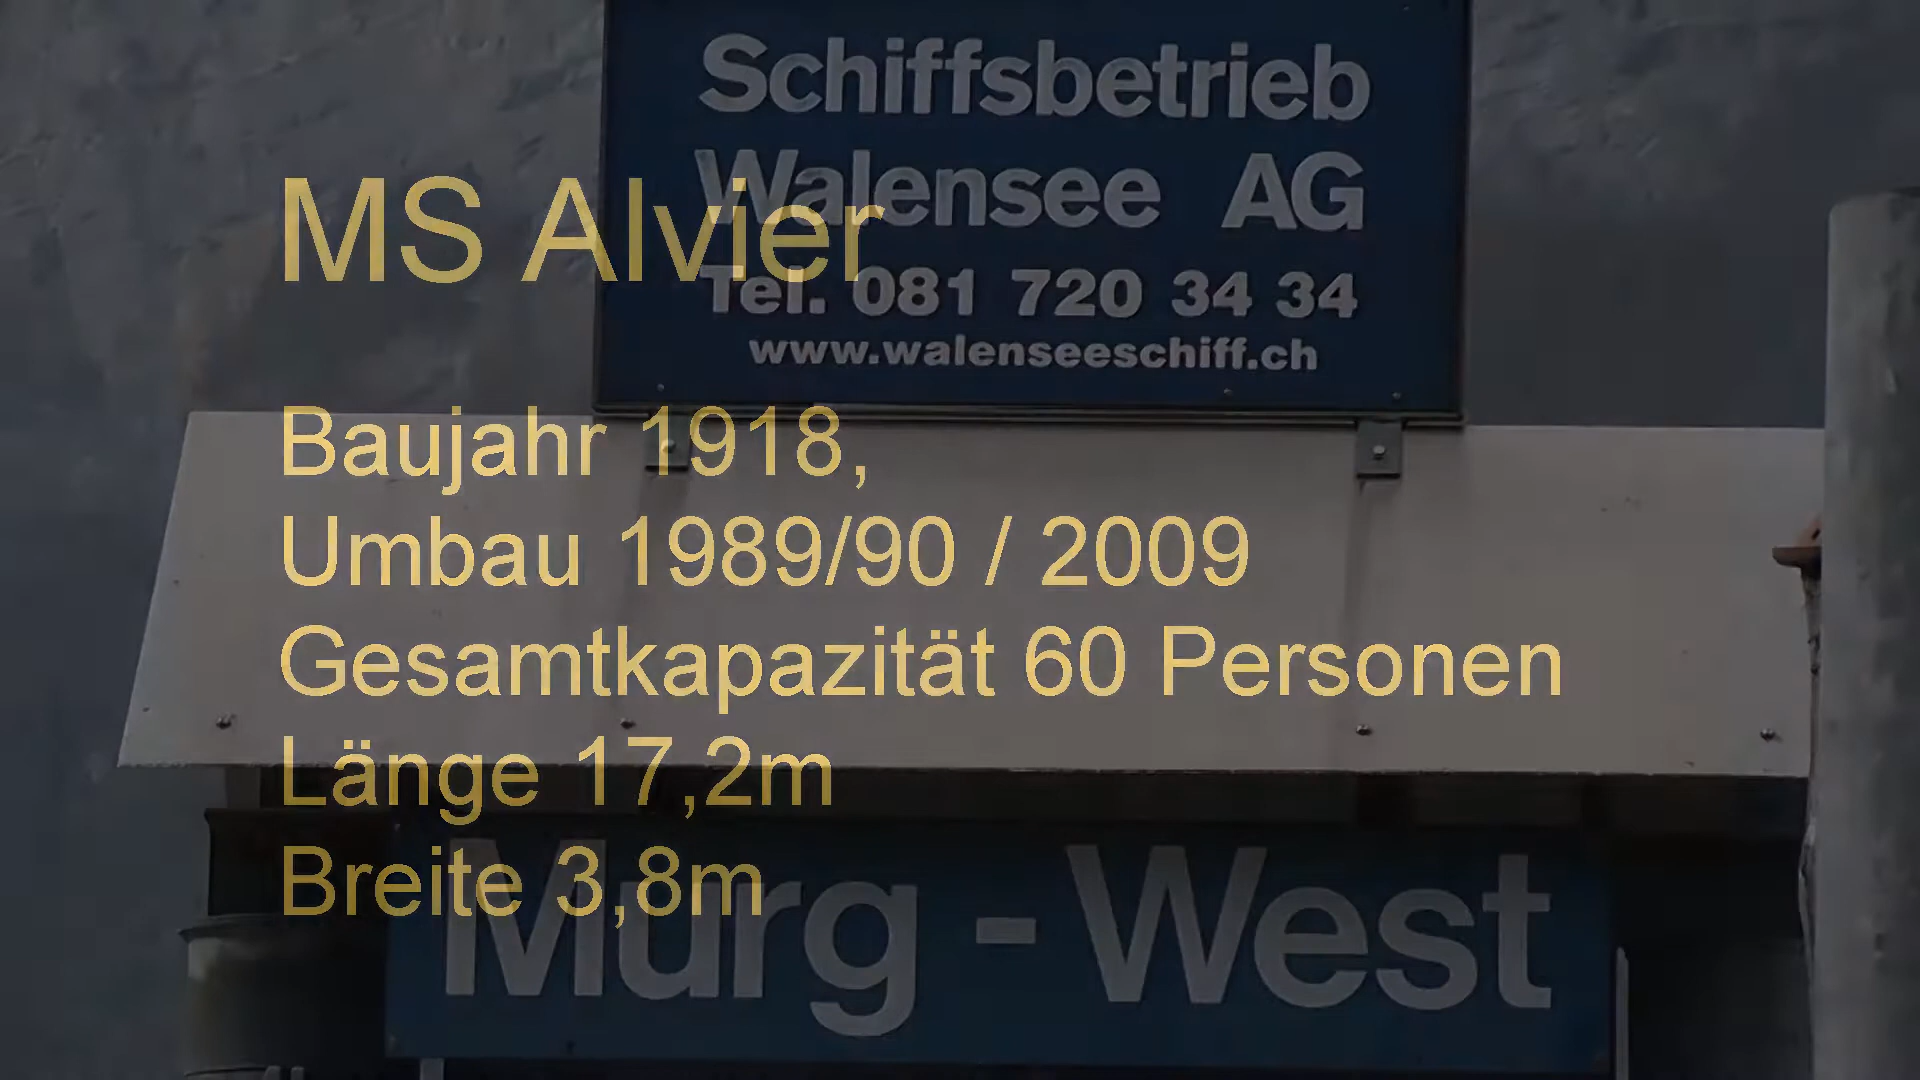 Schiffsbetrieb
Walensee AG
Tel. 081 720 34 34
www.walenseeschiff.ch
MS Alvier
Baujahr 1918,
Umbau 1989/90 / 2009
Gesamtkapazität 60 Personen
Länge 17,2m
Breite 3,8m
Murg - West